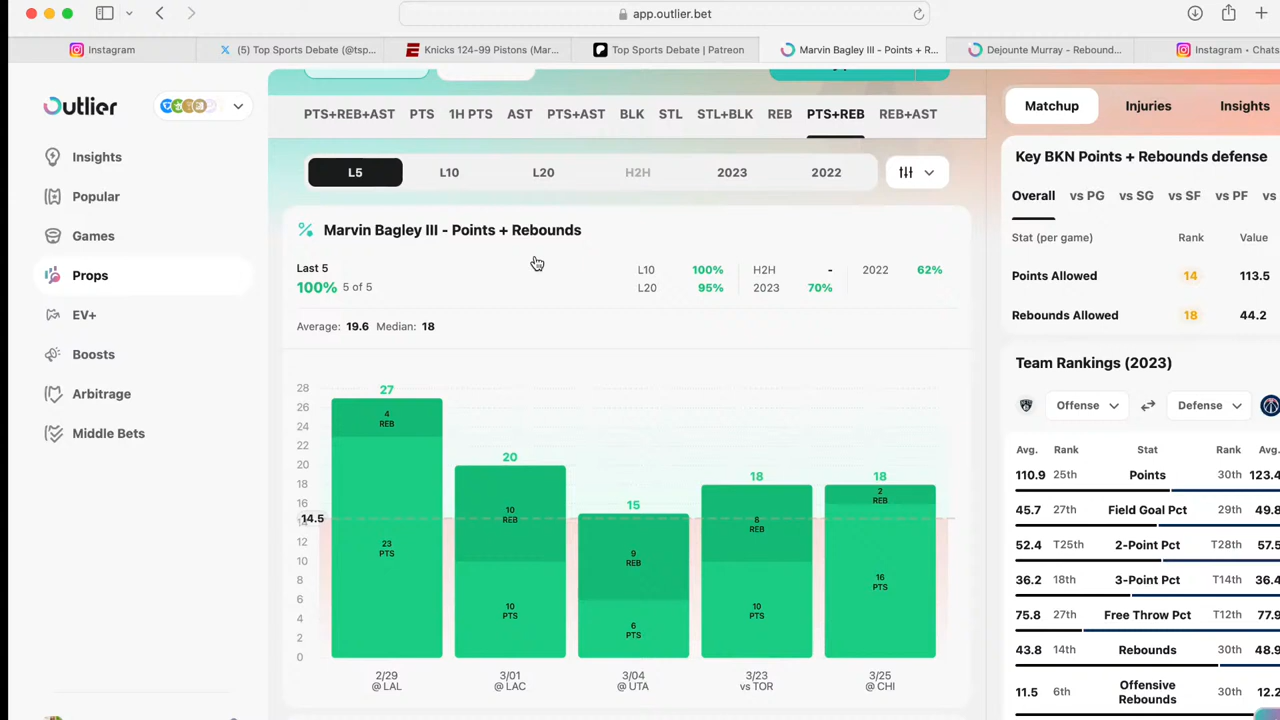 app.outlier.bet
Instagram
(5) Top Sports Debate (@tsp...
Knicks 124-99 Pistons (Mar...
Top Sports Debate | Patreon
Marvin Bagley III - Points + R...
Dejounte Murray - Rebound...
Instagram • Chats
Outlier
Insights
Popular
Games
Props
EV+
Boosts
Arbitrage
Middle Bets
PTS+REB+AST PTS 1H PTS AST PTS+AST BLK STL STL+BLK REB PTS+REB REB+AST
L5 L10 L20 H2H 2023 2022
Marvin Bagley III - Points + Rebounds
Last 5
100% 5 of 5
L10 100% H2H - 2022 62%
L20 95% 2023 70%
Average: 19.6 Median: 18
28
26
24
22
20
18
16
14
12
10
8
6
4
2
0
14.5
27
4
REB
23
PTS
2/29
@ LAL
20
10
REB
10
PTS
3/01
@ LAC
15
9
REB
6
PTS
3/04
@ UTA
18
8
REB
10
PTS
3/23
vs TOR
18
2
REB
16
PTS
3/25
@ CHI
Matchup Injuries Insights
Key BKN Points + Rebounds defense
Overall vs PG vs SG vs SF vs PF vs
Stat (per game) Rank Value
Points Allowed 14 113.5
Rebounds Allowed 18 44.2
Team Rankings (2023)
Offense Defense
Avg. Rank Stat Rank Avg.
110.9 25th Points 30th 123.4
45.7 27th Field Goal Pct 29th 49.8
52.4 T25th 2-Point Pct T28th 57.5
36.2 18th 3-Point Pct T14th 36.4
75.8 27th Free Throw Pct T12th 77.9
43.8 14th Rebounds 30th 48.9
11.5 6th Offensive Rebounds 30th 12.2